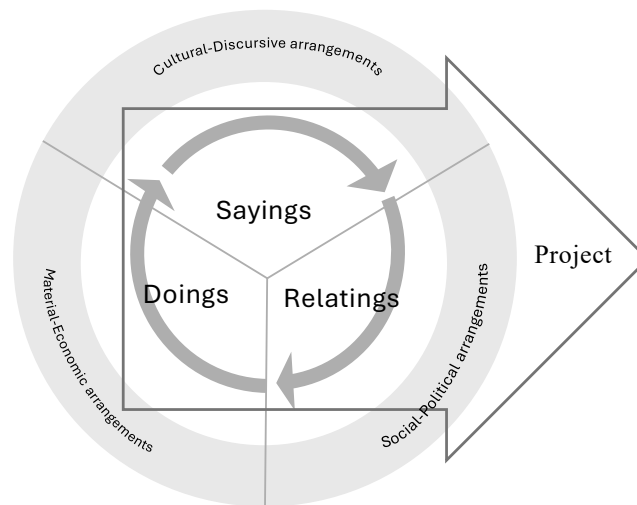 Cultural-Discursive arrangements
Sayings
Project
Doings
Relatings
Material-Economic arrangements
Social-Political arrangements